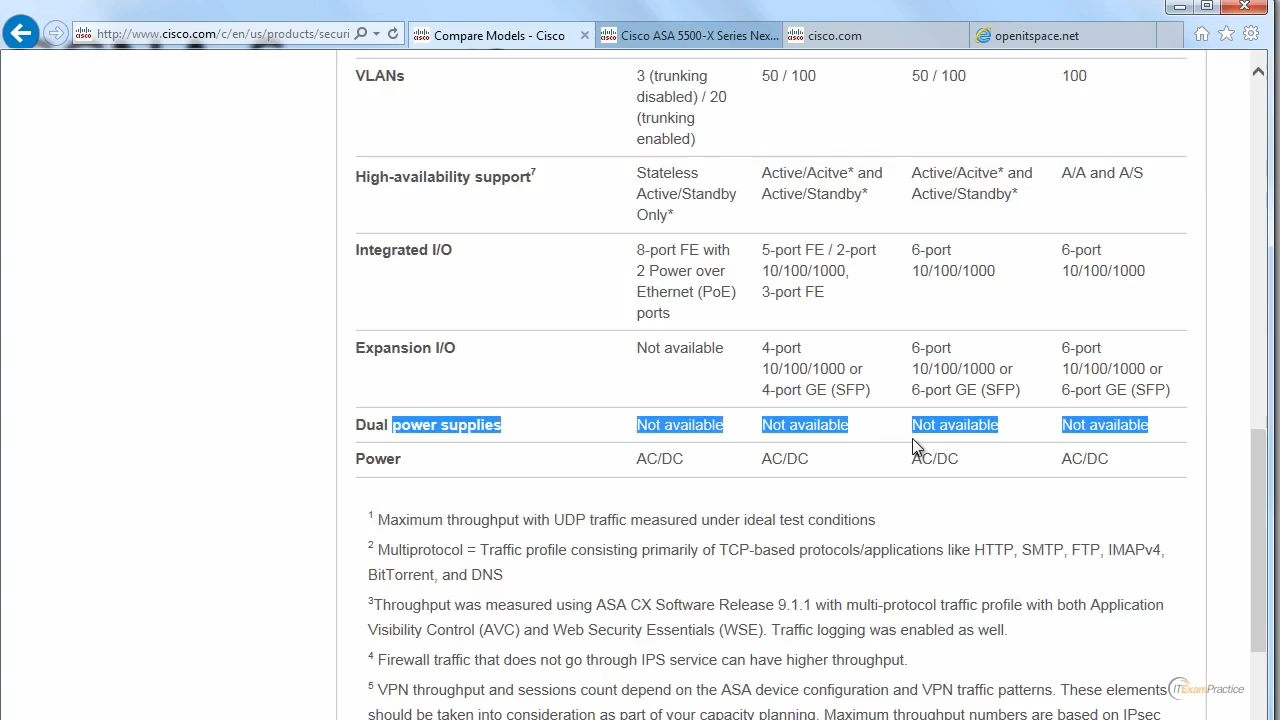 http://www.cisco.com/c/en/us/products/securi
Compare Models - Cisco
Cisco ASA 5500-X Series Nex...
cisco.com
openitspace.net
VLANs
3 (trunking
disabled) / 20
(trunking
enabled)
50 / 100
50 / 100
100
High-availability support7
Stateless
Active/Standby
Only*
Active/Acitve* and
Active/Standby*
Active/Acitve* and
Active/Standby*
A/A and A/S
Integrated I/O
8-port FE with
2 Power over
Ethernet (PoE)
ports
5-port FE / 2-port
10/100/1000,
3-port FE
6-port
10/100/1000
6-port
10/100/1000
Expansion I/O
Not available
4-port
10/100/1000 or
4-port GE (SFP)
6-port
10/100/1000 or
6-port GE (SFP)
6-port
10/100/1000 or
6-port GE (SFP)
Dual power supplies
Not available
Not available
Not available
Not available
Power
AC/DC
AC/DC
AC/DC
AC/DC
1 Maximum throughput with UDP traffic measured under ideal test conditions
2 Multiprotocol = Traffic profile consisting primarily of TCP-based protocols/applications like HTTP, SMTP, FTP, IMAPv4,
BitTorrent, and DNS
3Throughput was measured using ASA CX Software Release 9.1.1 with multi-protocol traffic profile with both Application
Visibility Control (AVC) and Web Security Essentials (WSE). Traffic logging was enabled as well.
4 Firewall traffic that does not go through IPS service can have higher throughput.
5 VPN throughput and sessions count depend on the ASA device configuration and VPN traffic patterns. These elements
should be taken into consideration as part of your capacity planning. Maximum throughput numbers are based on IPsec
ITExamPractice